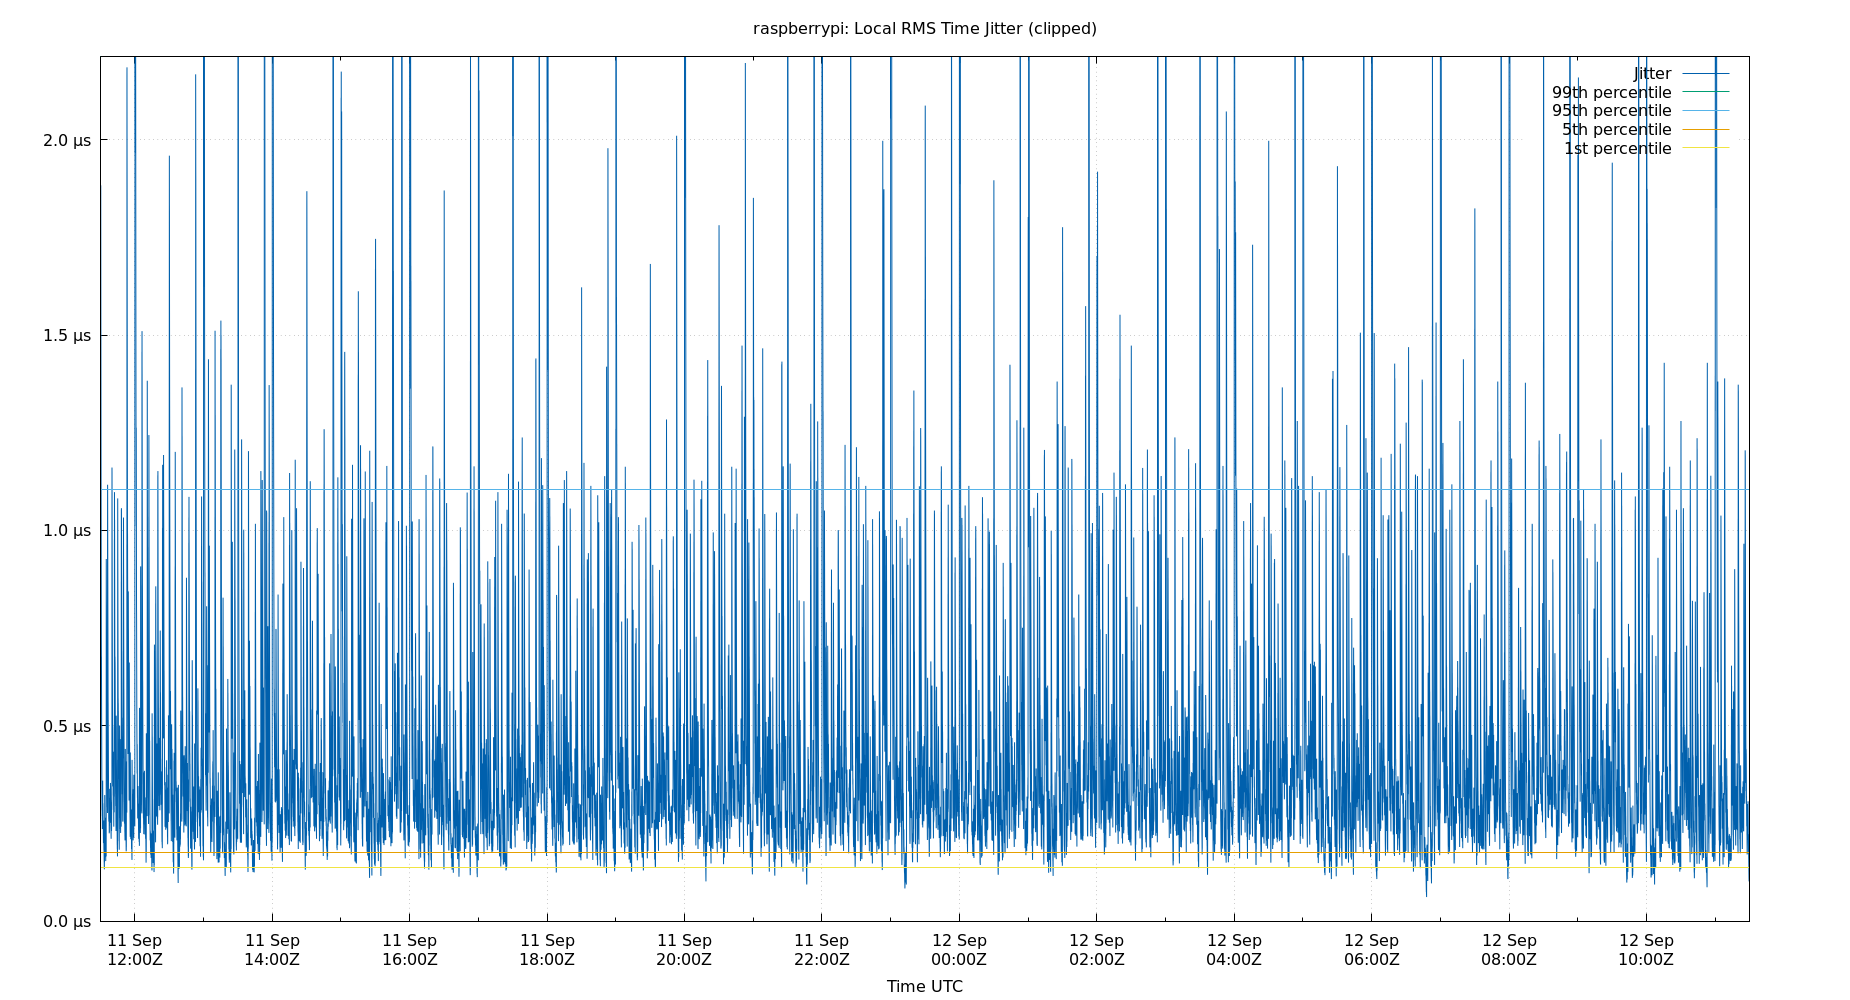 raspberrypi: Local RMS Time Jitter (clipped)
Jitter
99th percentile
95th percentile
5th percentile
1st percentile
2.0 µs
1.5 µs
1.0 µs
0.5 µs
0.0 µs
11 Sep 11 Sep 11 Sep 11 Sep 11 Sep 11 Sep 12 Sep 12 Sep 12 Sep 12 Sep 12 Sep 12 Sep
12:00Z 14:00Z 16:00Z 18:00Z 20:00Z 22:00Z 00:00Z 02:00Z 04:00Z 06:00Z 08:00Z 10:00Z
Time UTC